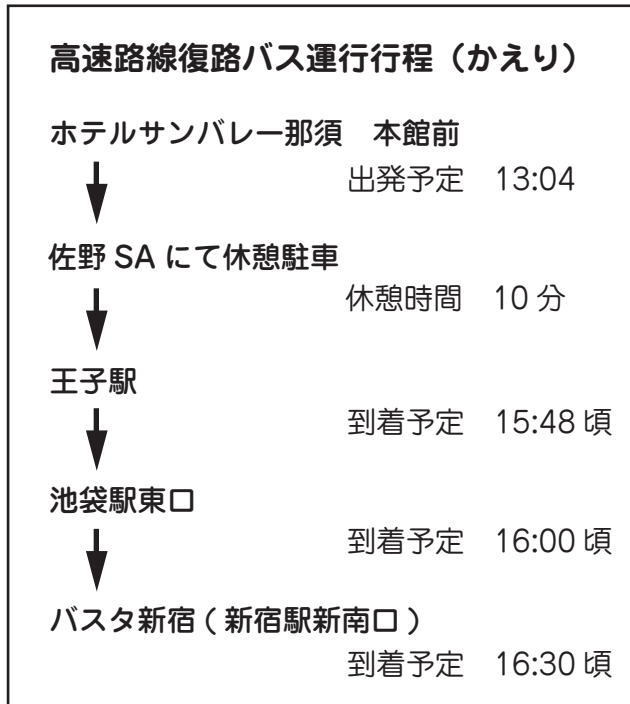 高速路線復路バス運行行程（かえり）
ホテルサンバレー那須　本館前
出発予定　13:04
佐野 SA にて休憩駐車
休憩時間　10 分
王子駅
到着予定　15:48 頃
池袋駅東口
到着予定　16:00 頃
バスタ新宿 ( 新宿駅新南口 )
到着予定　16:30 頃